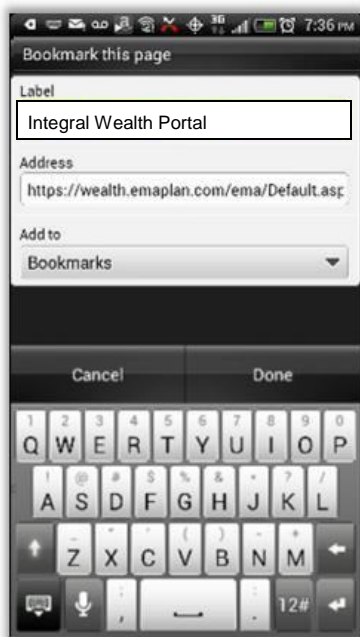 3G 7:36 PM
Bookmark this page
Label
Integral Wealth Portal
Address
https://wealth.emaplan.com/ema/Default.asp
Add to
Bookmarks
Cancel Done
1 2 3 4 5 6 7 8 9 0
Q W E R T Y U I O P
! @ # $ % & * ? /
A S D F G H J K L
_ " ' ( ) - +
Z X C V B N M
; , : . 12#